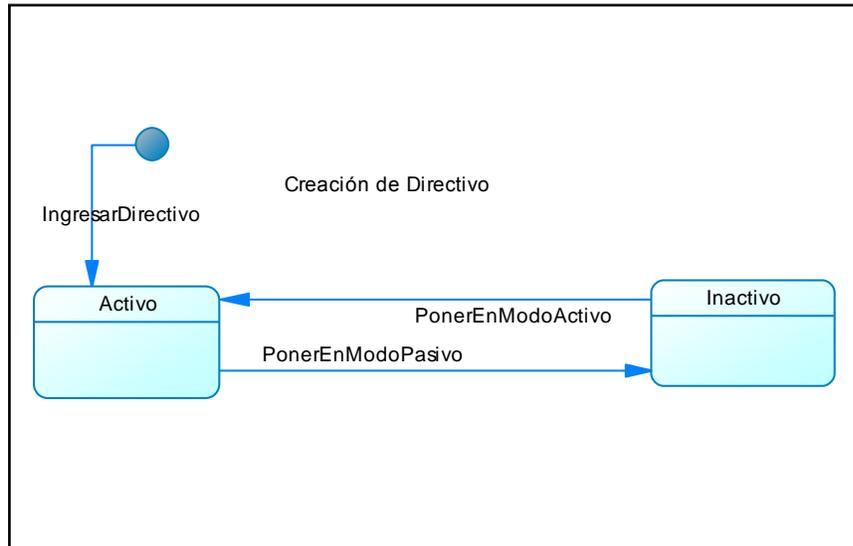 Creación de Directivo
IngresarDirectivo
Activo
Inactivo
PonerEnModoActivo
PonerEnModoPasivo